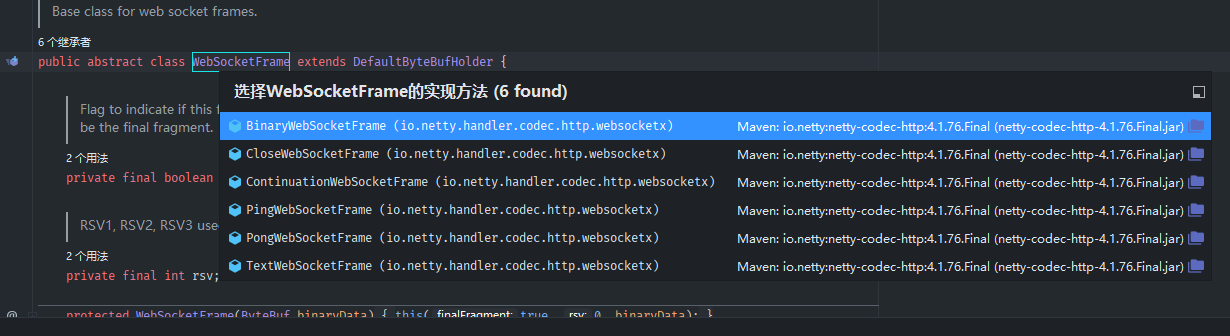 Base class for web socket frames.
6 个继承者
public abstract class WebSocketFrame extends DefaultByteBufHolder {
选择WebSocketFrame的实现方法 (6 found)
Flag to indicate if this f
BinaryWebSocketFrame (io.netty.handler.codec.http.websocketx) Maven: io.netty:netty-codec-http:4.1.76.Final (netty-codec-http-4.1.76.Final.jar)
be the final fragment.
CloseWebSocketFrame (io.netty.handler.codec.http.websocketx) Maven: io.netty:netty-codec-http:4.1.76.Final (netty-codec-http-4.1.76.Final.jar)
2 个用法
private final boolean
ContinuationWebSocketFrame (io.netty.handler.codec.http.websocketx) Maven: io.netty:netty-codec-http:4.1.76.Final (netty-codec-http-4.1.76.Final.jar)
PingWebSocketFrame (io.netty.handler.codec.http.websocketx) Maven: io.netty:netty-codec-http:4.1.76.Final (netty-codec-http-4.1.76.Final.jar)
RSV1, RSV2, RSV3 used
PongWebSocketFrame (io.netty.handler.codec.http.websocketx) Maven: io.netty:netty-codec-http:4.1.76.Final (netty-codec-http-4.1.76.Final.jar)
2 个用法
TextWebSocketFrame (io.netty.handler.codec.http.websocketx) Maven: io.netty:netty-codec-http:4.1.76.Final (netty-codec-http-4.1.76.Final.jar)
private final int rsv;
@ protected WebSocketFrame(ByteBuf binaryData) { this( finalFragment: true, rsv: 0, binaryData); }